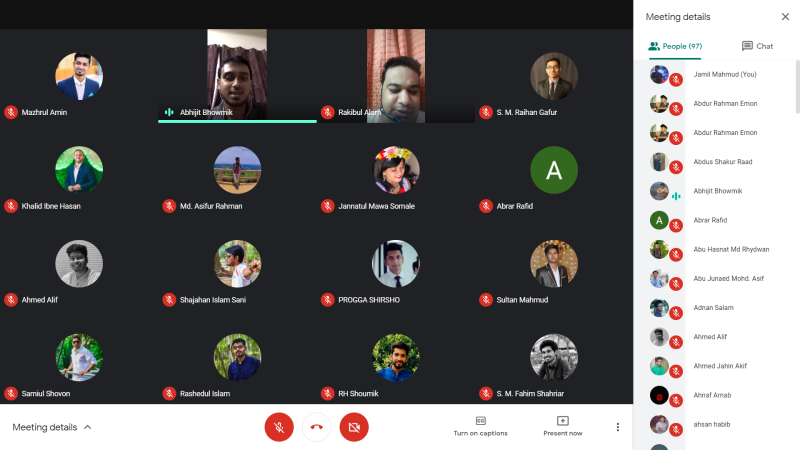 Meeting details
People (97)
Chat
Mazhrul Amin
Abhijit Bhowmik
Rakibul Alam
S. M. Raihan Gafur
Khalid Ibne Hasan
Md. Asifur Rahman
Jannatul Mawa Sornale
A
Abrar Rafid
Ahmed Alif
Shajahan Islam Sani
PROGGA SHIRSHO
Sultan Mahmud
Samiul Shovon
Rashedul Islam
RH Shoumik
S. M. Fahim Shahriar
Jamil Mahmud (You)
Abdur Rahman Emon
Abdur Rahman Emon
Abdus Shakur Raad
Abhijit Bhowmik
A
Abrar Rafid
Abu Hasnat Md Rhydwan
Abu Junaed Mohd. Asif
Adnan Salam
Ahmed Alif
Ahmed Jahin Akif
Ahnaf Arnab
ahsan habib
Meeting details
Turn on captions
Present now